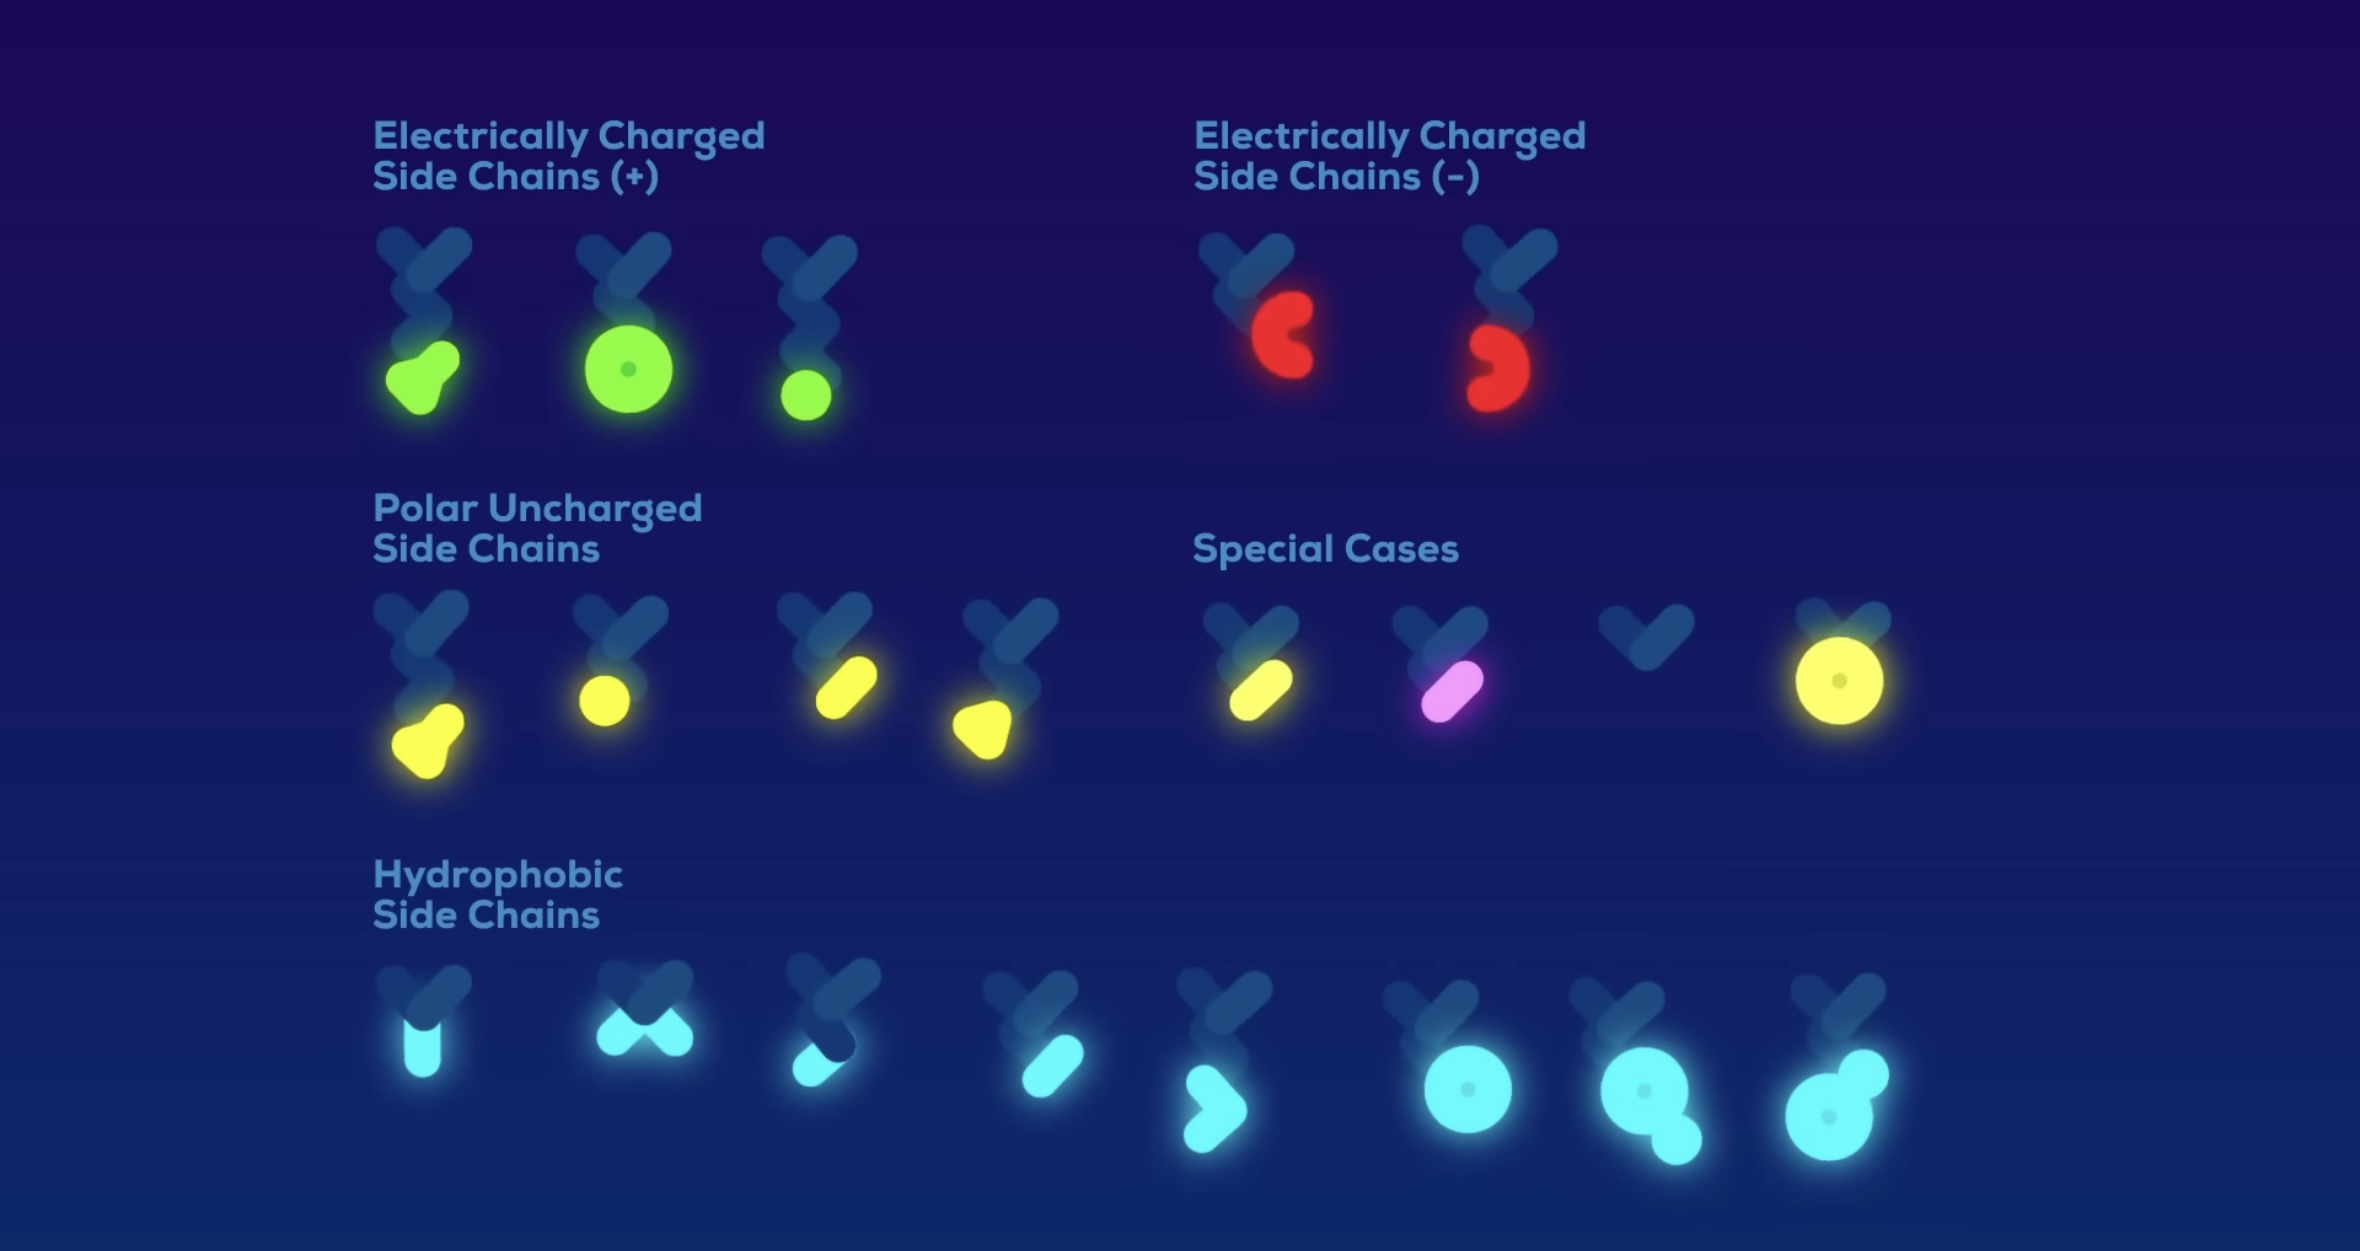 Electrically Charged
Side Chains (+)
Electrically Charged
Side Chains (-)
Polar Uncharged
Side Chains
Special Cases
Hydrophobic
Side Chains